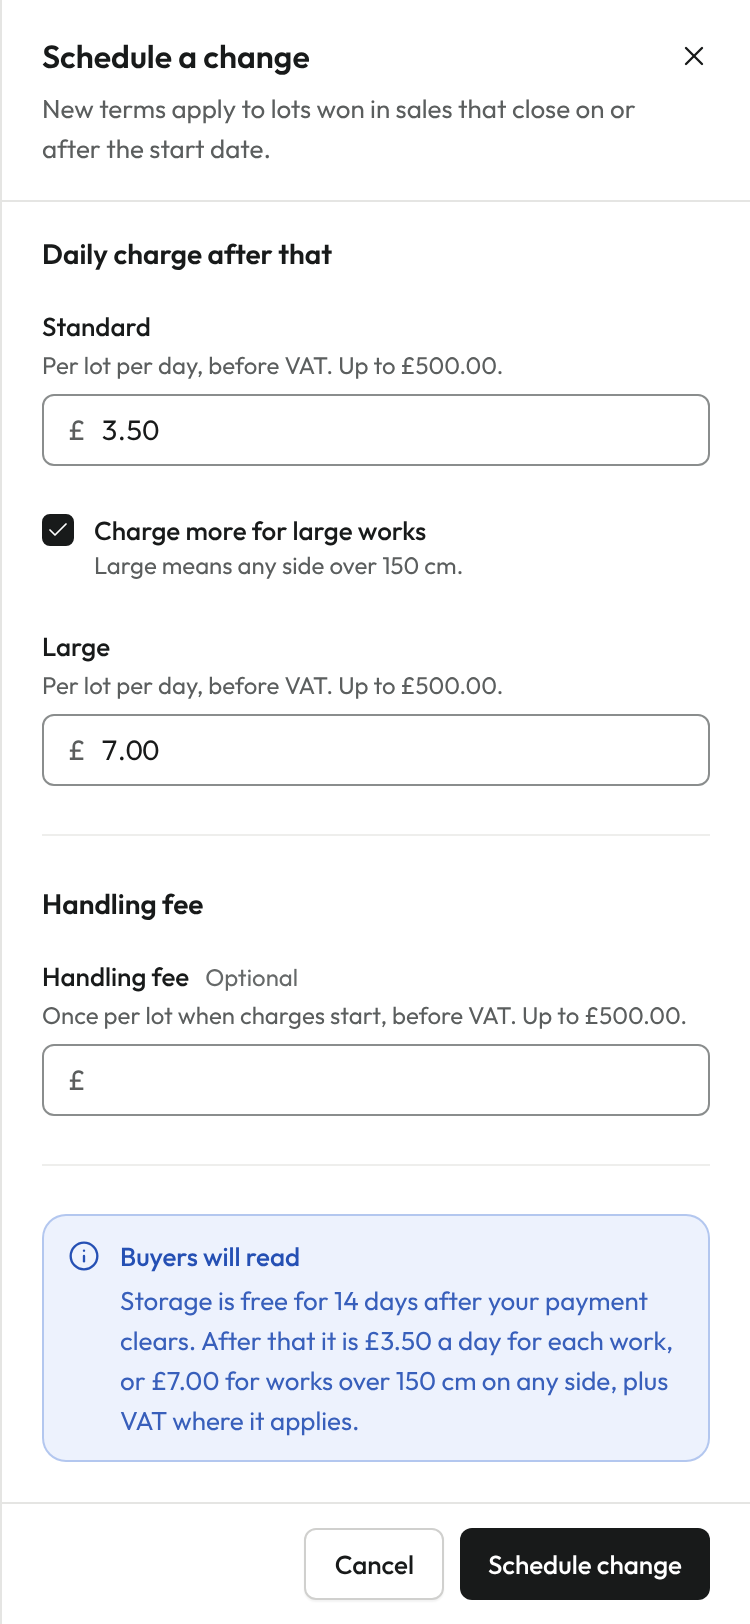 Schedule a change
New terms apply to lots won in sales that close on or
after the start date.
Daily charge after that
Standard
Per lot per day, before VAT. Up to £500.00.
£ 3.50
Charge more for large works
Large means any side over 150 cm.
Large
Per lot per day, before VAT. Up to £500.00.
£ 7.00
Handling fee
Handling fee Optional
Once per lot when charges start, before VAT. Up to £500.00.
£
Buyers will read
Storage is free for 14 days after your payment
clears. After that it is £3.50 a day for each work,
or £7.00 for works over 150 cm on any side, plus
VAT where it applies.
Cancel Schedule change